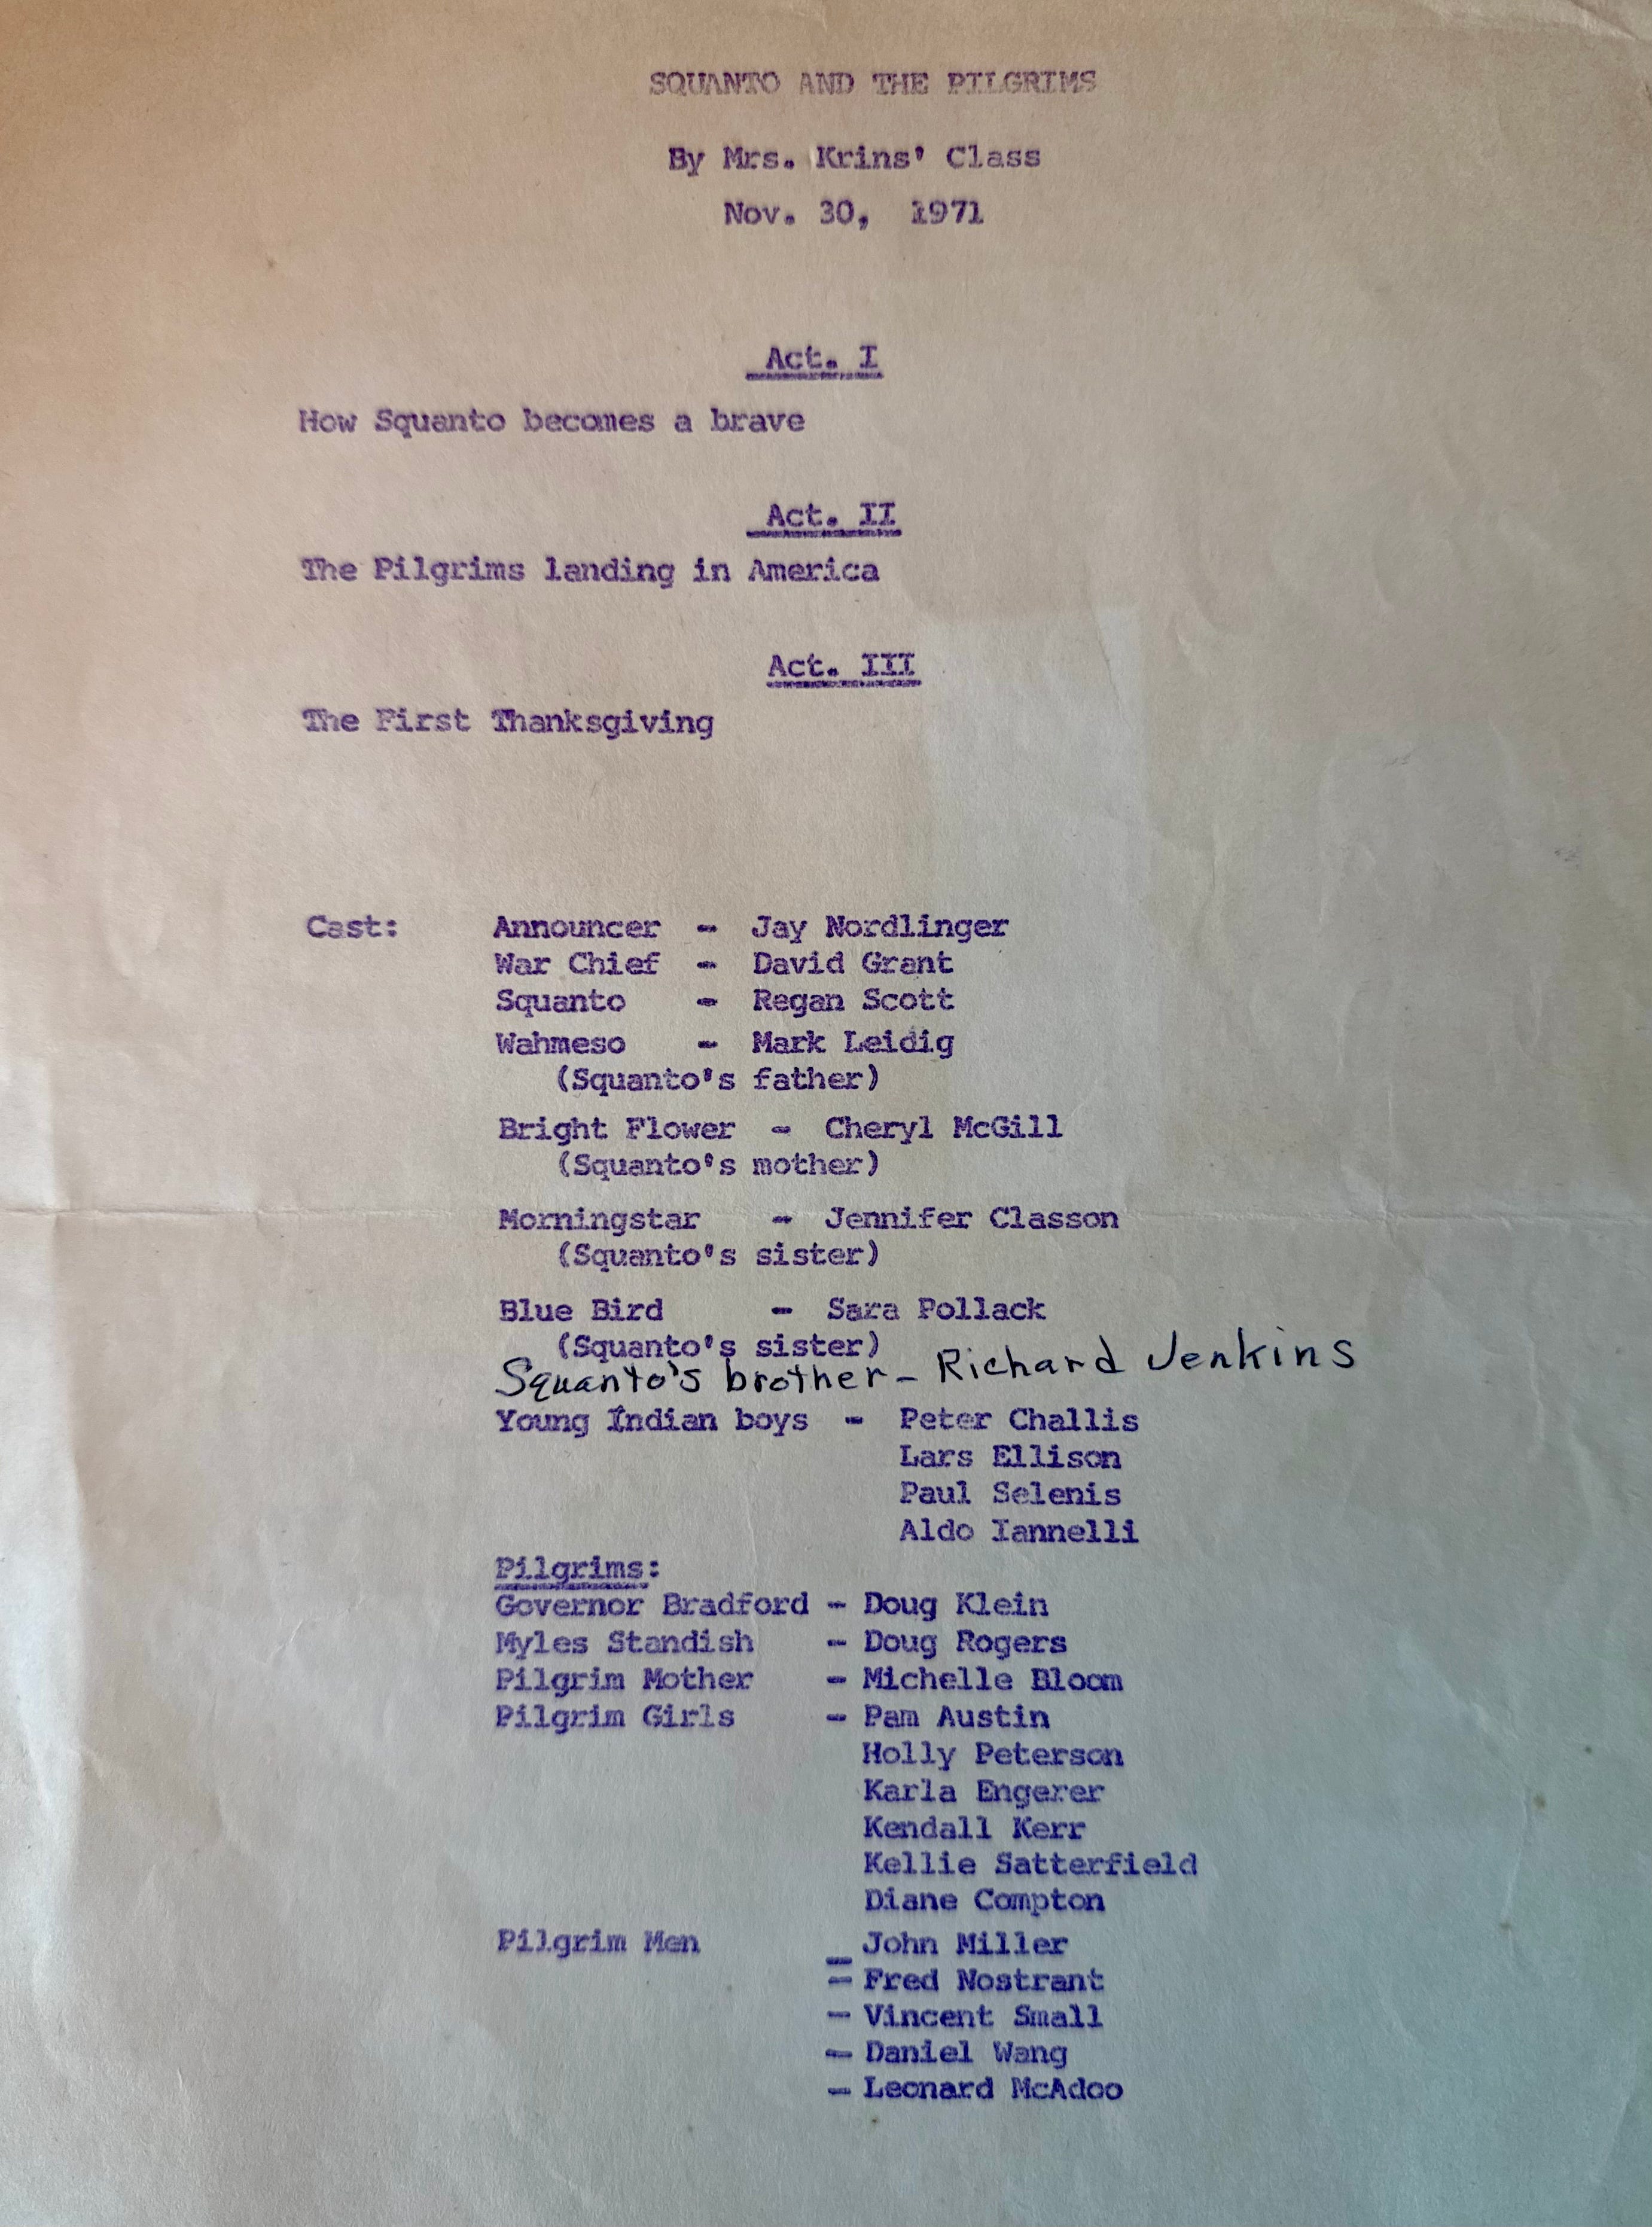 SQUANTO AND THE PILGRIMS
By Mrs. Krins' Class
Nov. 30, 1971
Act. I
How Squanto becomes a brave
Act. II
The Pilgrims landing in America
Act. III
The First Thanksgiving
Cast: Announcer - Jay Nordlinger
War Chief - David Grant
Squanto - Regan Scott
Wahmeso - Mark Leidig
(Squanto's father)
Bright Flower - Cheryl McGill
(Squanto's mother)
Morningstar - Jennifer Classon
(Squanto's sister)
Blue Bird - Sara Pollack
(Squanto's sister)
Squanto's brother - Richard Jenkins
Young Indian boys - Peter Challis
Lars Ellison
Paul Selenis
Aldo Iannelli
Pilgrims:
Governor Bradford - Doug Klein
Myles Standish - Doug Rogers
Pilgrim Mother - Michelle Bloom
Pilgrim Girls - Pam Austin
Holly Peterson
Karla Engerer
Kendall Kerr
Kellie Satterfield
Diane Compton
Pilgrim Men - John Miller
- Fred Nostrant
- Vincent Small
- Daniel Wang
- Leonard McAdoo